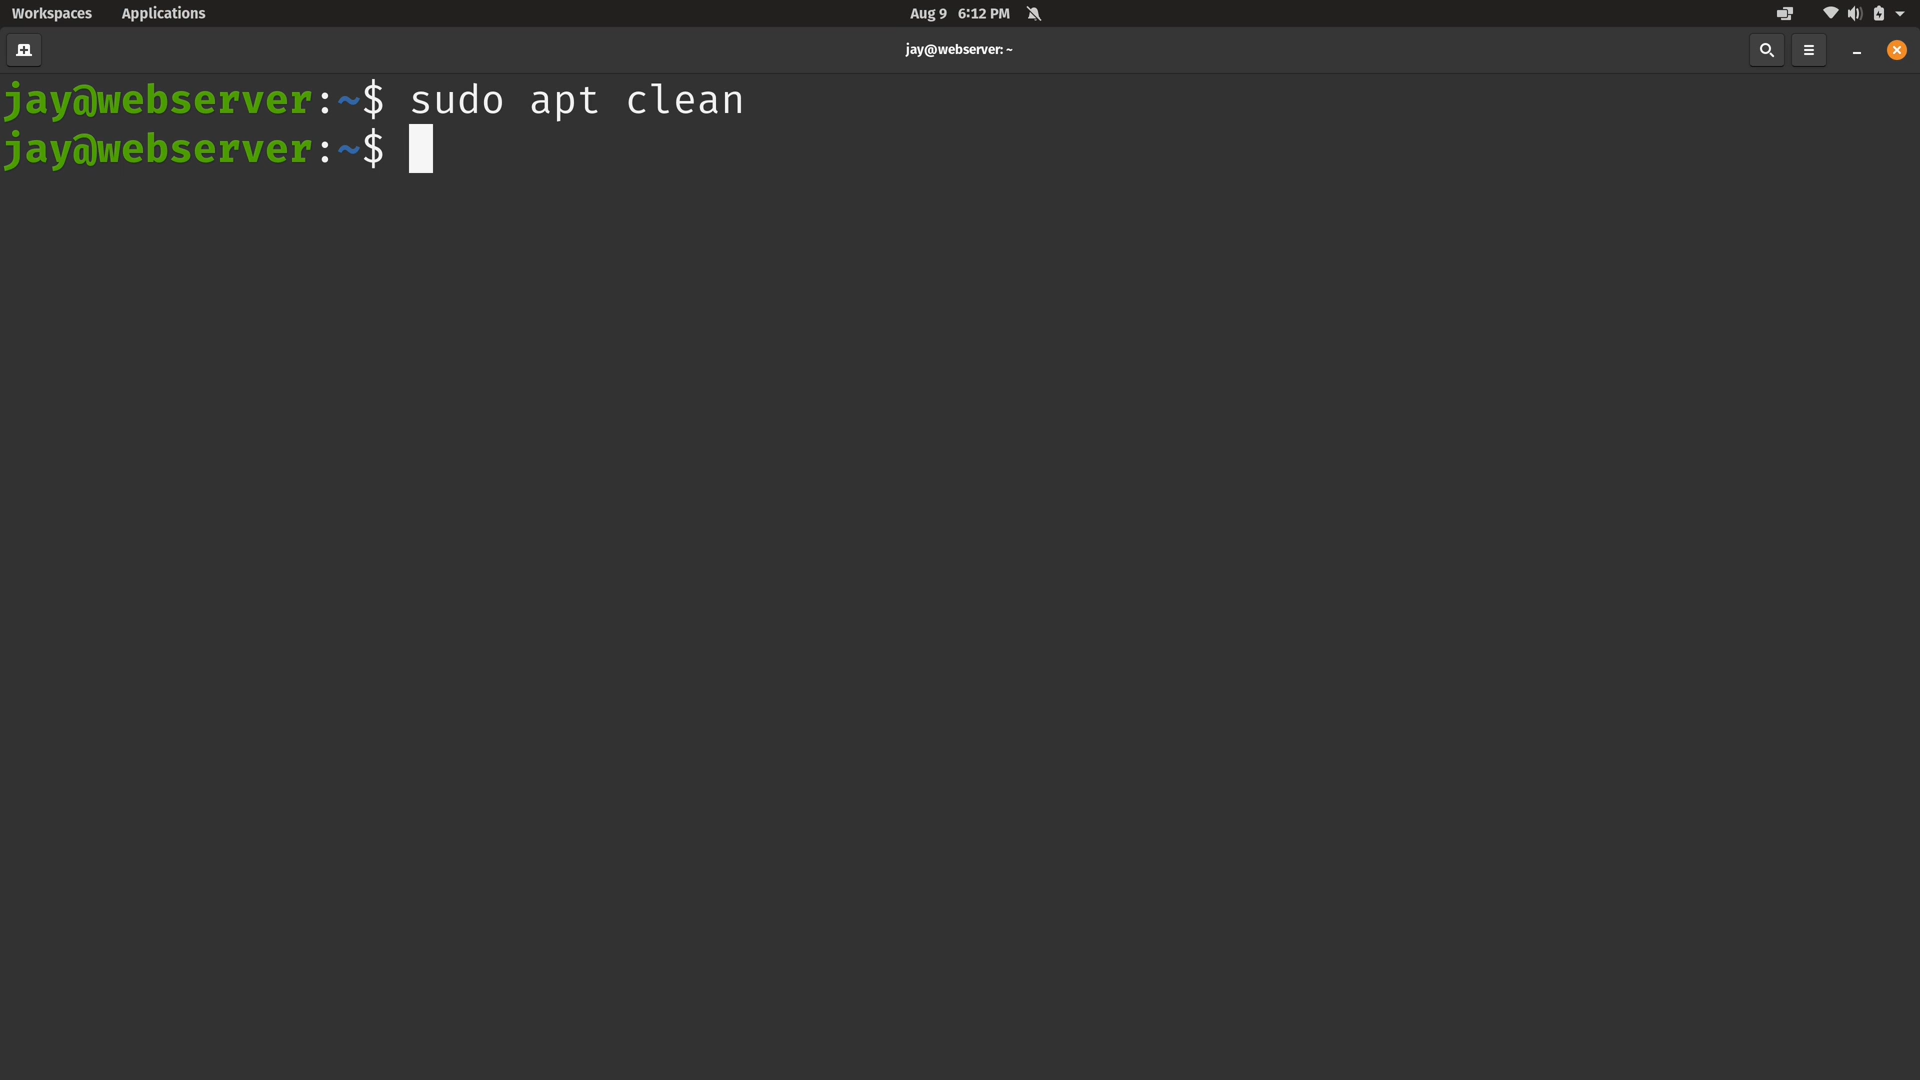 Workspaces Applications Aug 9 6:12 PM
jay@webserver: ~
jay@webserver:~$ sudo apt clean
jay@webserver:~$